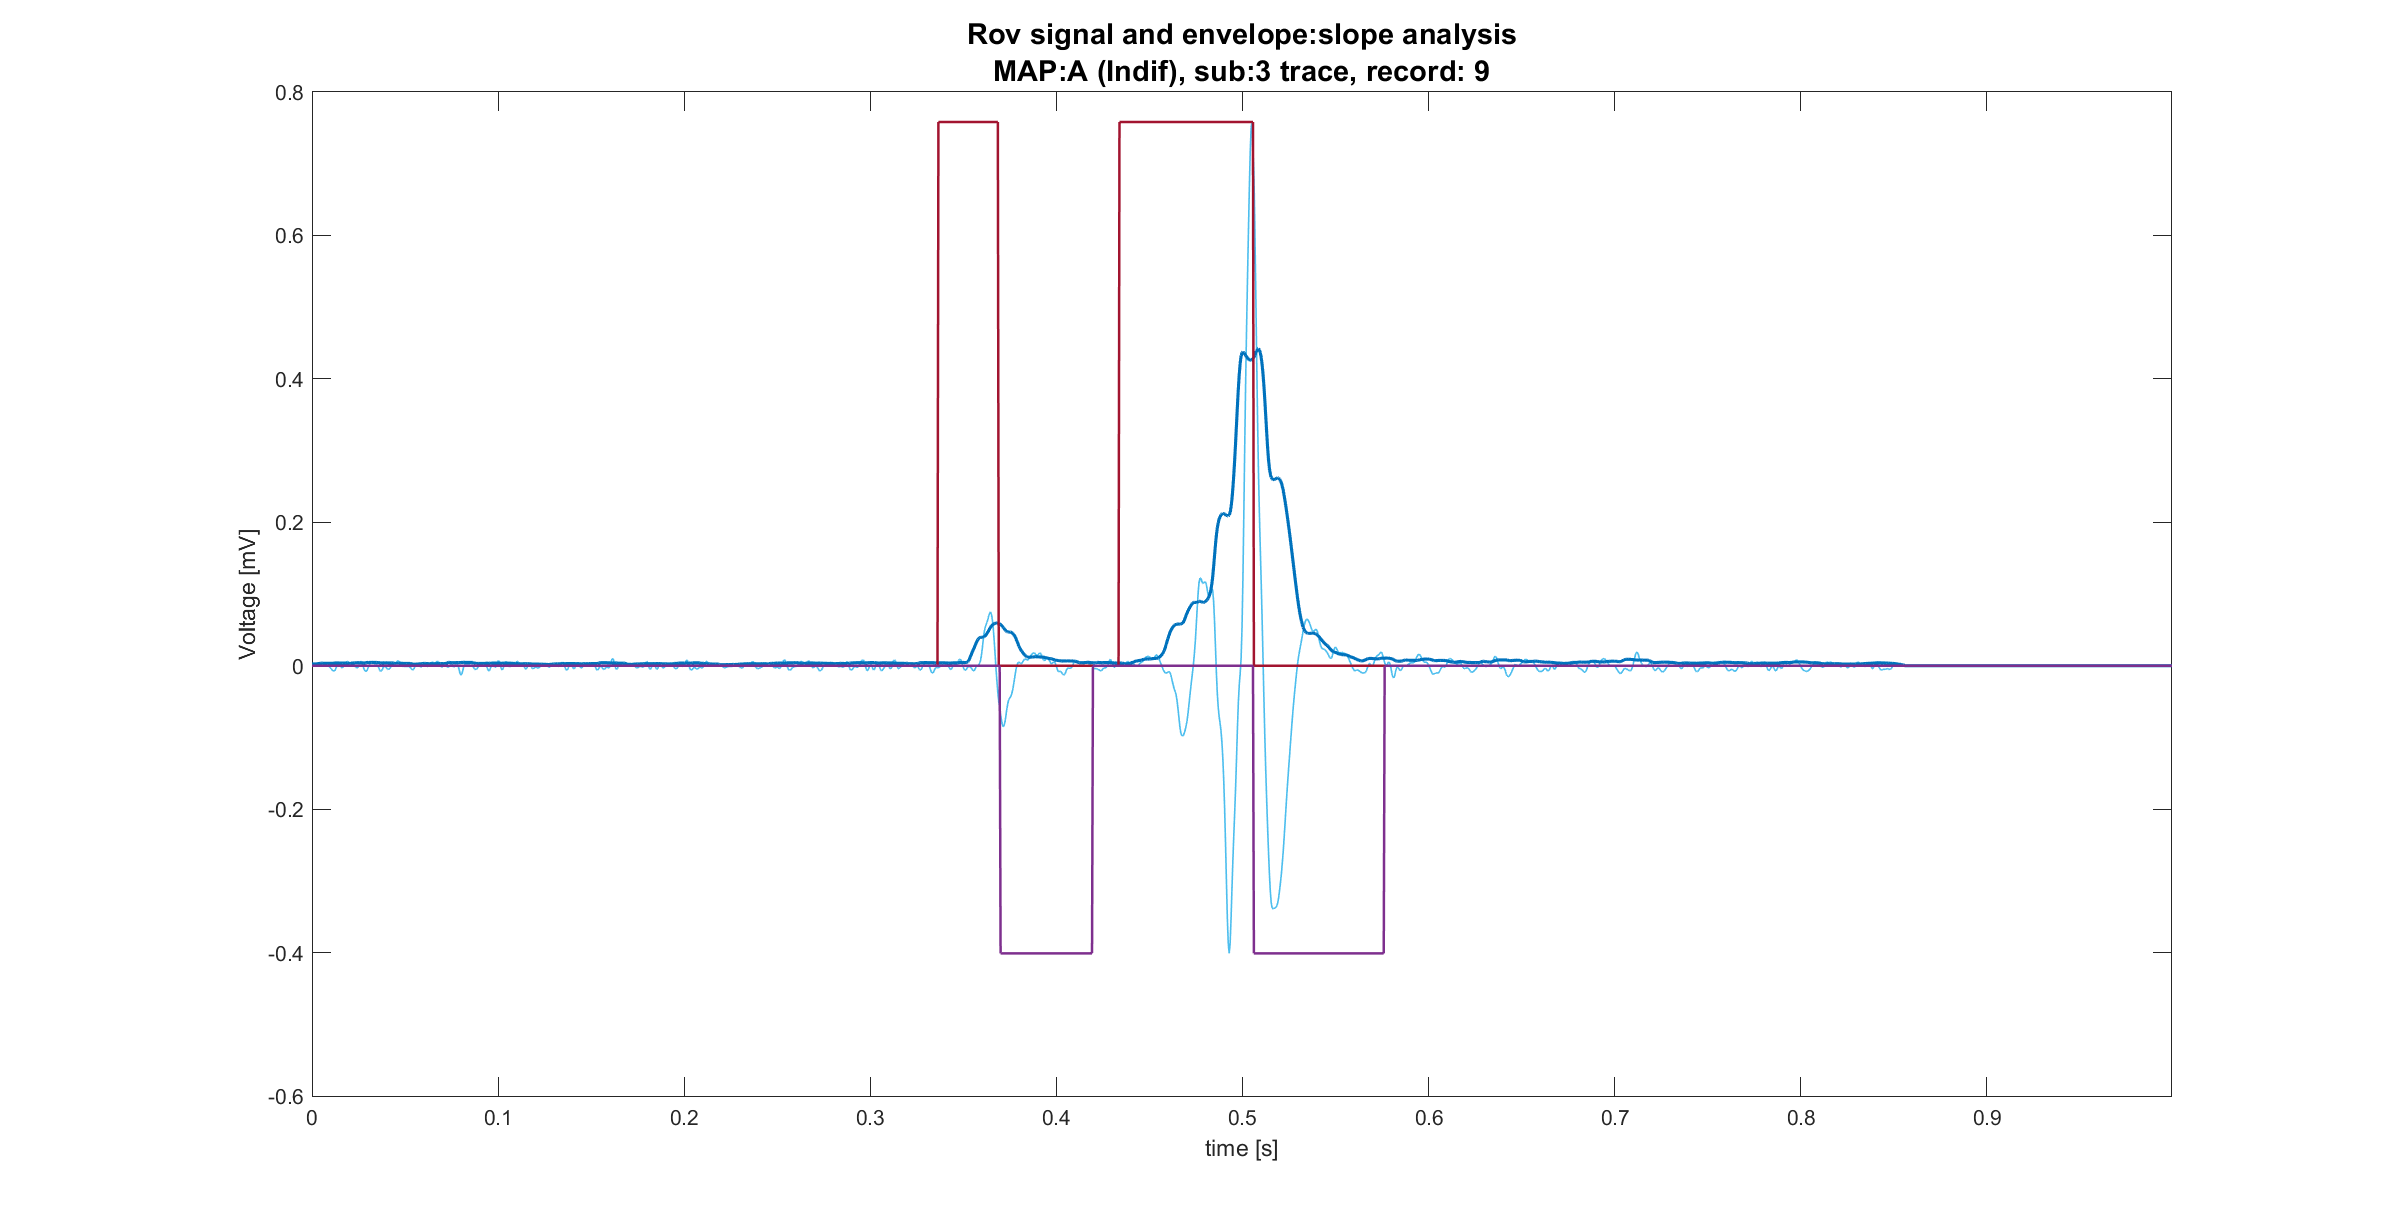 Rov signal and envelope:slope analysis
MAP:A (Indif), sub:3 trace, record: 9
0.8
0.6
0.4
0.2
0
-0.2
-0.4
-0.6
Voltage [mV]
0 0.1 0.2 0.3 0.4 0.5 0.6 0.7 0.8 0.9
time [s]